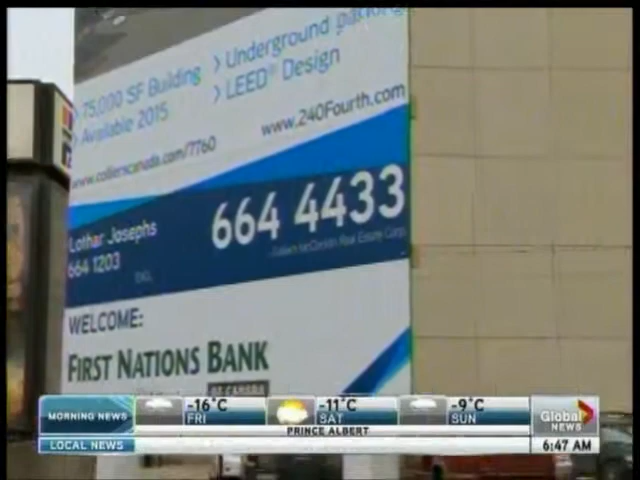 › Underground parking
› 75,000 SF Building
› LEED® Design
› Available 2015
www.240Fourth.com
www.collierscanada.com/7760
664 4433
Lothar Josephs
664 1203
WELCOME:
FIRST NATIONS BANK
OF CANADA
MORNING NEWS
-16°C
FRI
-11°C
SAT
-9°C
SUN
PRINCE ALBERT
LOCAL NEWS
Global
NEWS
6:47 AM